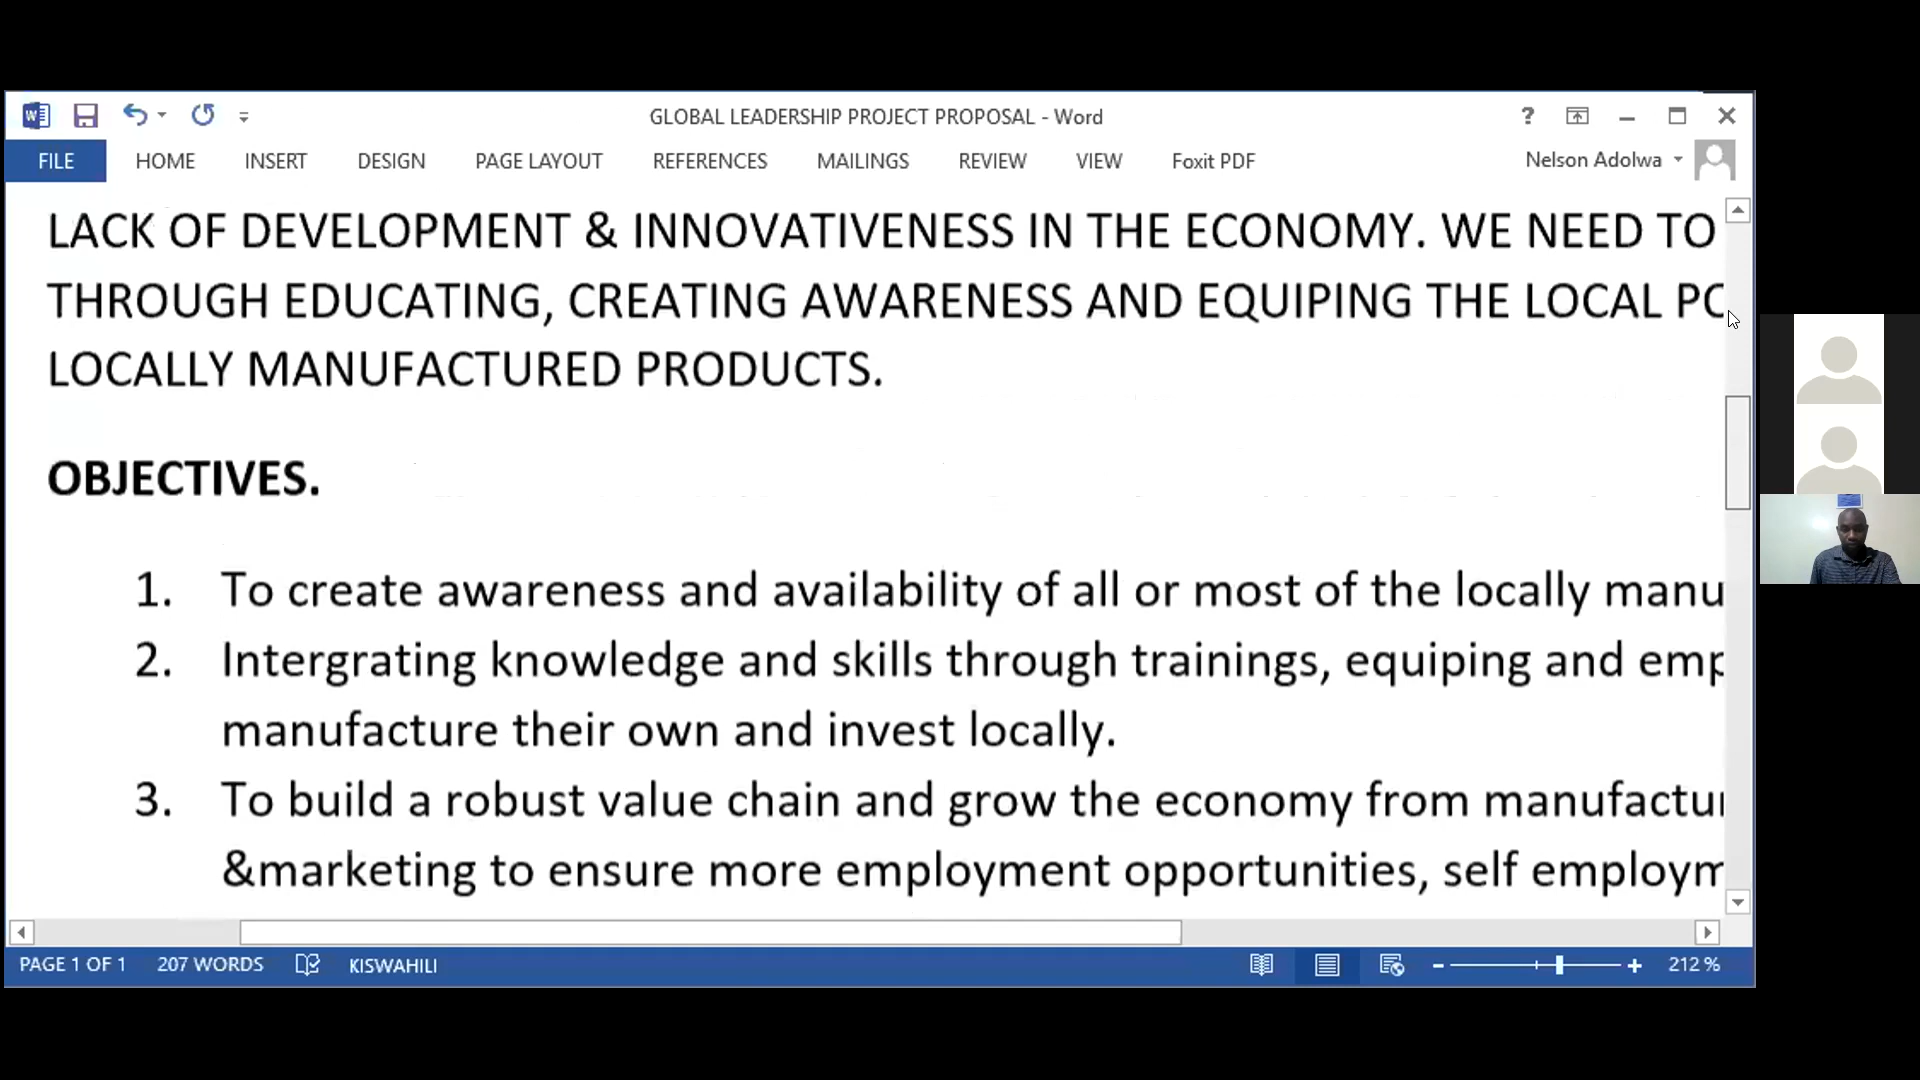 GLOBAL LEADERSHIP PROJECT PROPOSAL - Word
FILE HOME INSERT DESIGN PAGE LAYOUT REFERENCES MAILINGS REVIEW VIEW Foxit PDF Nelson Adolwa
LACK OF DEVELOPMENT & INNOVATIVENESS IN THE ECONOMY. WE NEED TO
THROUGH EDUCATING, CREATING AWARENESS AND EQUIPING THE LOCAL
LOCALLY MANUFACTURED PRODUCTS.
OBJECTIVES.
1. To create awareness and availability of all or most of the locally manu
2. Intergrating knowledge and skills through trainings, equiping and emp
manufacture their own and invest locally.
3. To build a robust value chain and grow the economy from manufactu
&marketing to ensure more employment opportunities, self employm
PAGE 1 OF 1 207 WORDS KISWAHILI 212 %